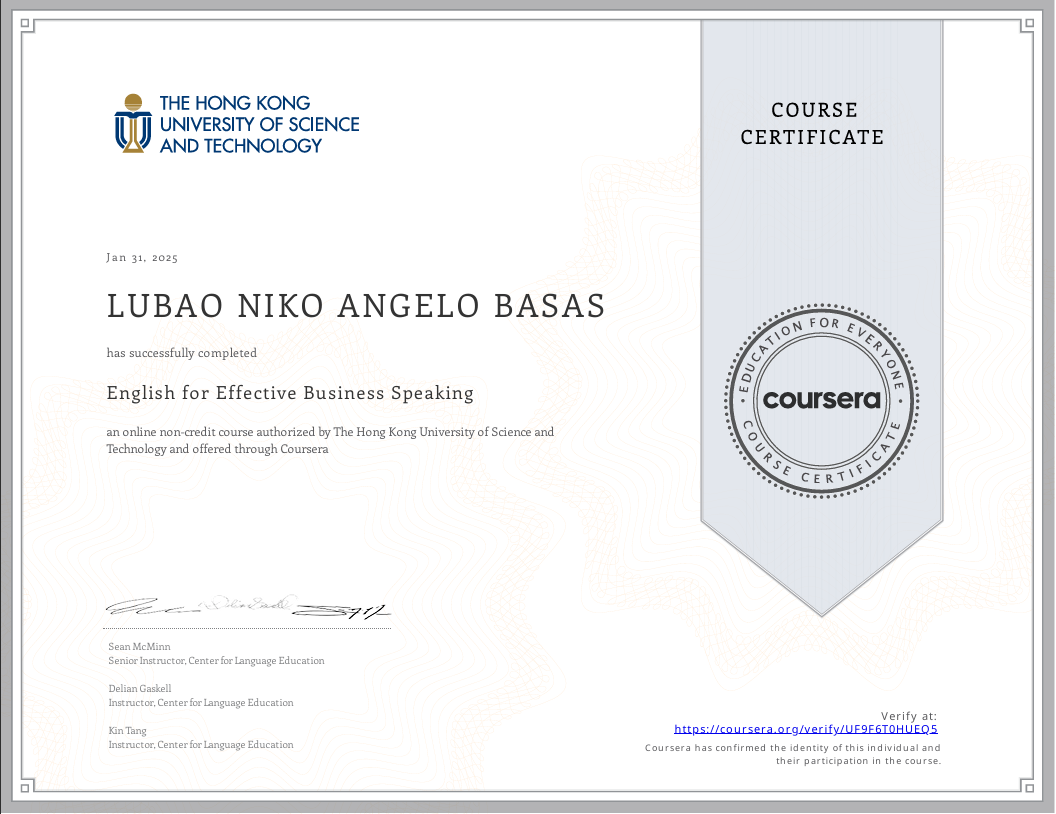 THE HONG KONG
UNIVERSITY OF SCIENCE
AND TECHNOLOGY
COURSE
CERTIFICATE
Jan 31, 2025
LUBAO NIKO ANGELO BASAS
has successfully completed
English for Effective Business Speaking
an online non-credit course authorized by The Hong Kong University of Science and
Technology and offered through Coursera
EDUCATION FOR EVERYONE
coursera
COURSE CERTIFICATE
Sean McMinn
Senior Instructor, Center for Language Education
Delian Gaskell
Instructor, Center for Language Education
Kin Tang
Instructor, Center for Language Education
Verify at:
https://coursera.org/verify/UF9F6T0HUEQ5
Coursera has confirmed the identity of this individual and
their participation in the course.